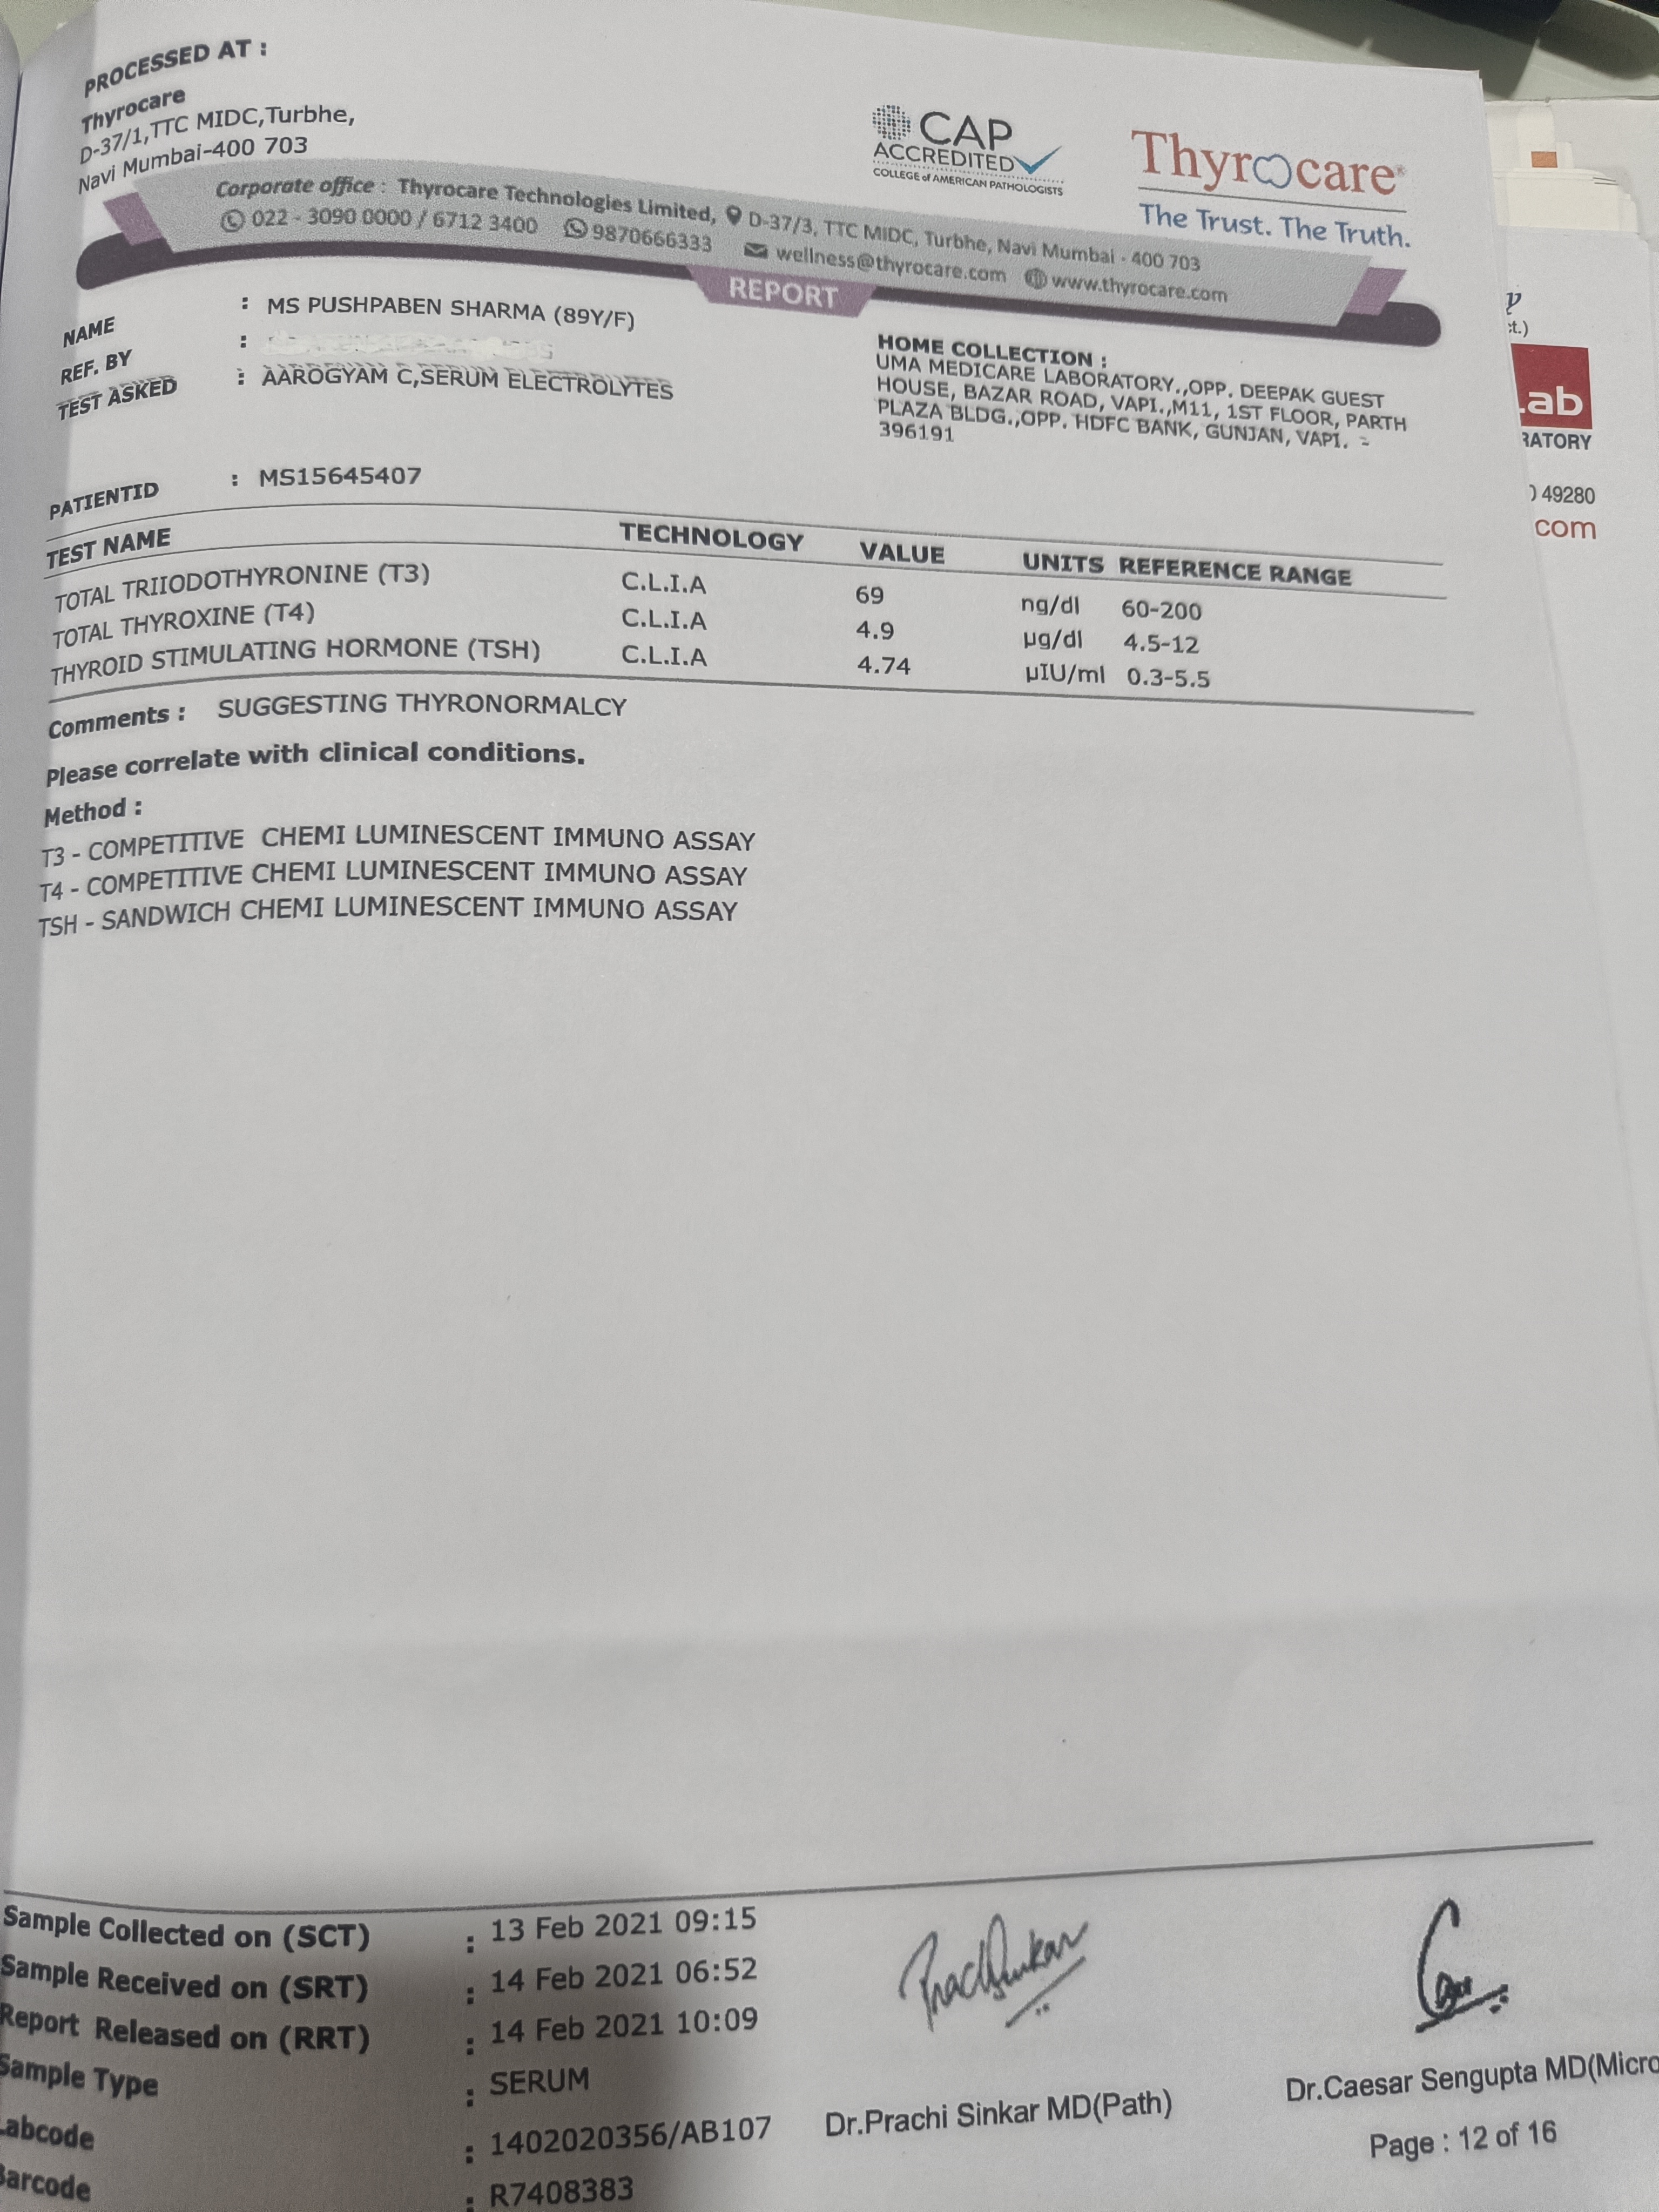 PROCESSED AT :
Thyrocare
D-37/1,TTC MIDC,Turbhe,
Navi Mumbai-400 703
CAP
ACCREDITED
COLLEGE of AMERICAN PATHOLOGISTS
Thyrocare
The Trust. The Truth.
Corporate office : Thyrocare Technologies Limited, D-37/3, TTC MIDC, Turbhe, Navi Mumbai - 400 703
022 - 3090 0000 / 6712 3400 9870666333 wellness@thyrocare.com www.thyrocare.com
REPORT
NAME : MS PUSHPABEN SHARMA (89Y/F)
REF. BY :
TEST ASKED : AAROGYAM C,SERUM ELECTROLYTES
HOME COLLECTION :
UMA MEDICARE LABORATORY.,OPP. DEEPAK GUEST
HOUSE, BAZAR ROAD, VAPI.,M11, 1ST FLOOR, PARTH
PLAZA BLDG.,OPP. HDFC BANK, GUNJAN, VAPI. -
396191
PATIENTID : MS15645407
TEST NAME TECHNOLOGY VALUE UNITS REFERENCE RANGE
TOTAL TRIIODOTHYRONINE (T3) C.L.I.A 69 ng/dl 60-200
TOTAL THYROXINE (T4) C.L.I.A 4.9 µg/dl 4.5-12
THYROID STIMULATING HORMONE (TSH) C.L.I.A 4.74 µIU/ml 0.3-5.5
Comments : SUGGESTING THYRONORMALCY
Please correlate with clinical conditions.
Method :
T3 - COMPETITIVE CHEMI LUMINESCENT IMMUNO ASSAY
T4 - COMPETITIVE CHEMI LUMINESCENT IMMUNO ASSAY
TSH - SANDWICH CHEMI LUMINESCENT IMMUNO ASSAY
Sample Collected on (SCT) : 13 Feb 2021 09:15
Sample Received on (SRT) : 14 Feb 2021 06:52
Report Released on (RRT) : 14 Feb 2021 10:09
Sample Type : SERUM
Labcode : 1402020356/AB107
Barcode : R7408383
Dr.Prachi Sinkar MD(Path)
Dr.Caesar Sengupta MD(Micro
Page : 12 of 16
ab
RATORY
49280
com